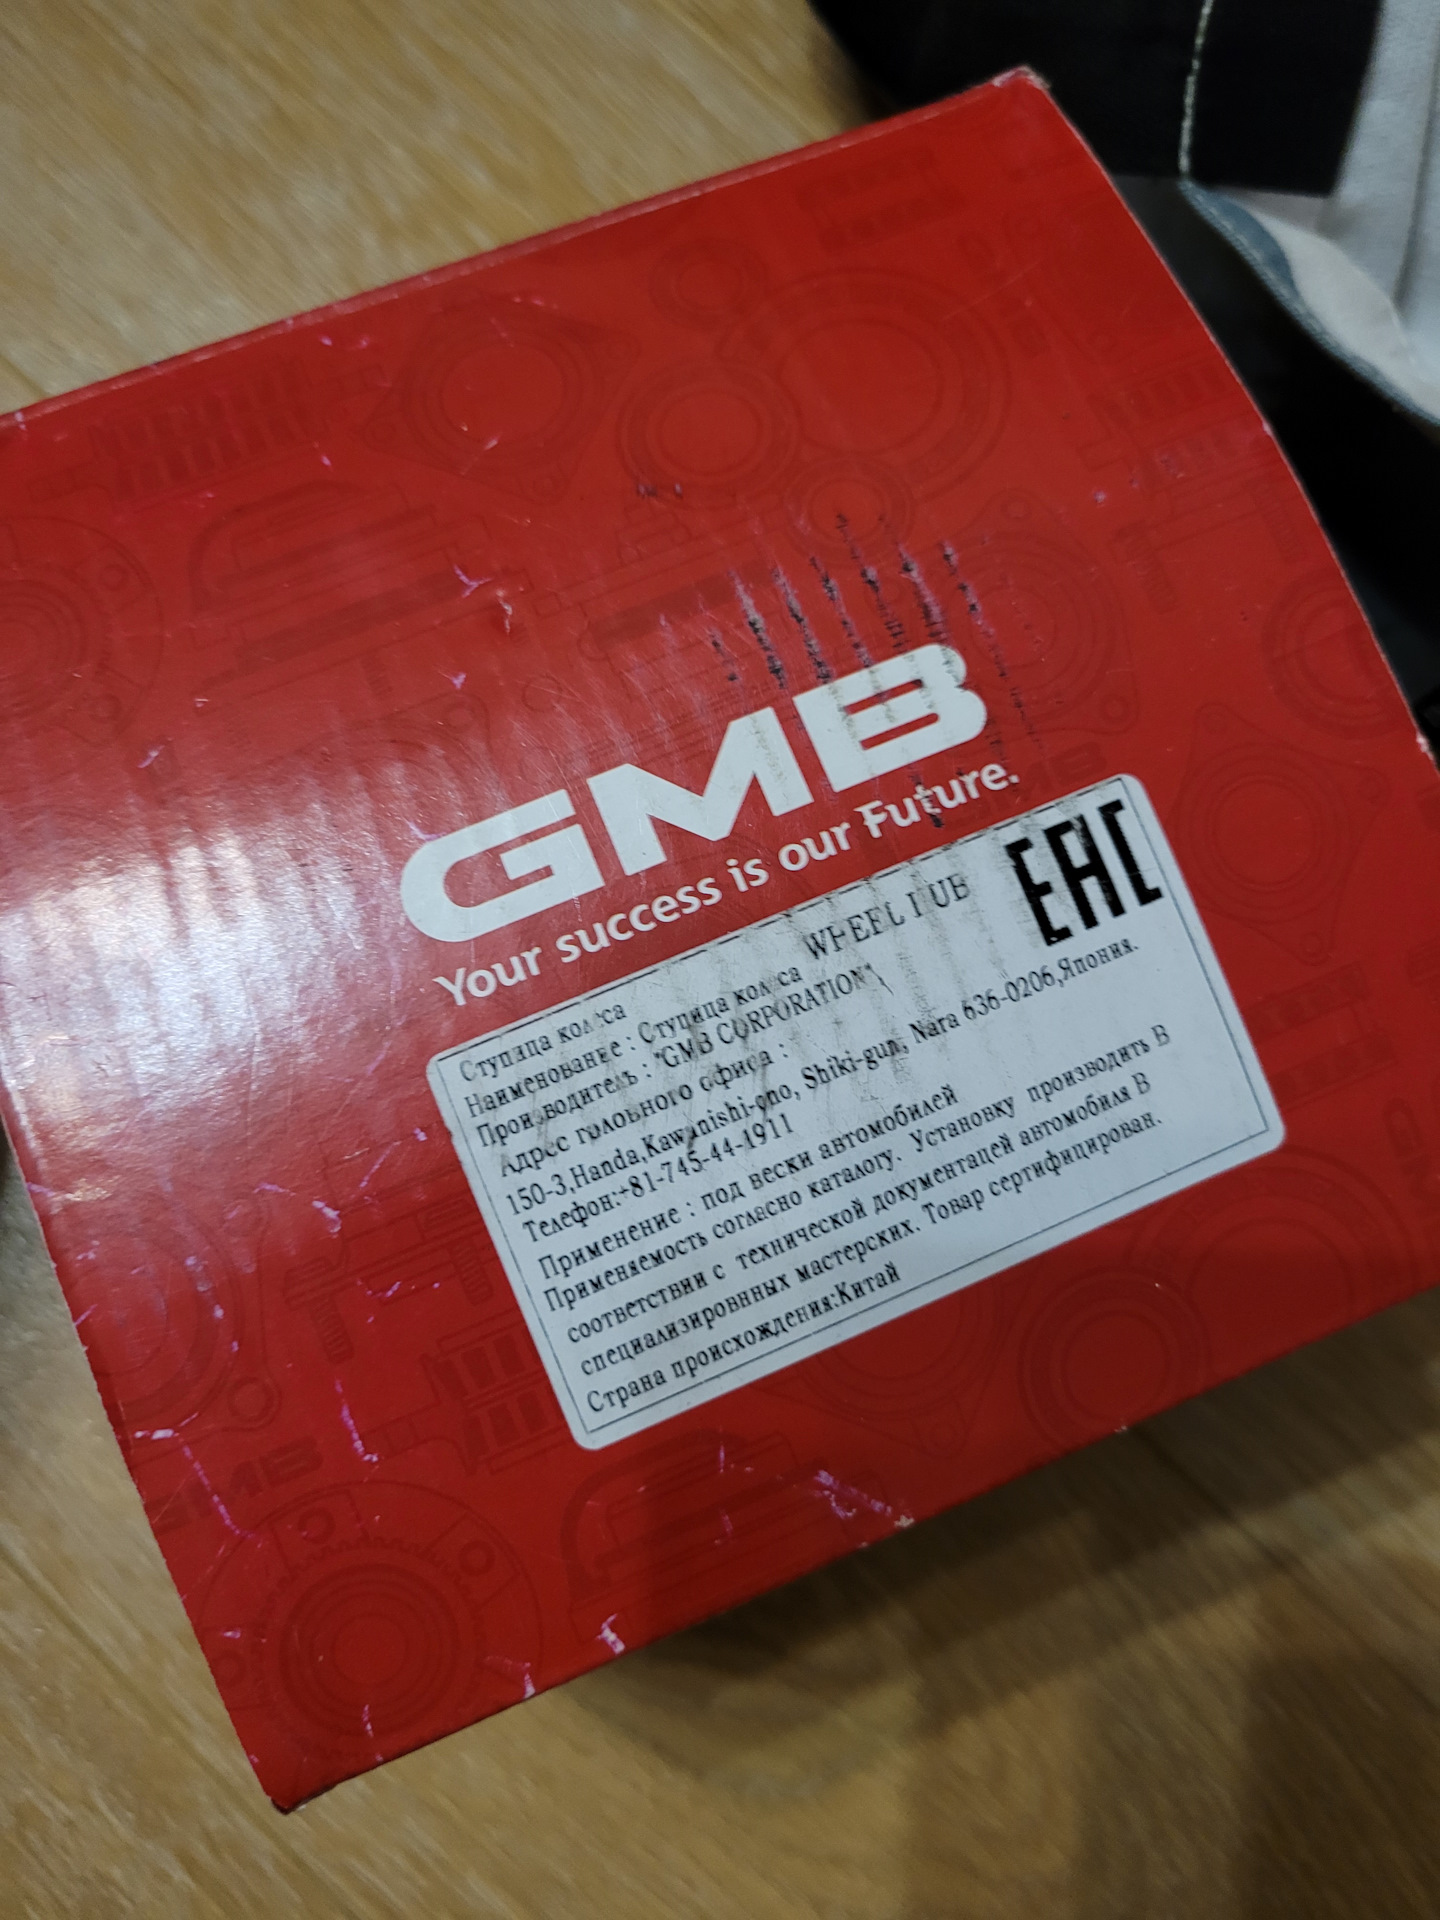 GMB
Your success is our Future.
EAC
Ступица колеса
Наименование : Ступица колеса WHEEL HUB
Производитель : "GMB CORPORATION"
Адрес головного офиса :
150-3,Handa,Kawanishi-cho, Shiki-gun, Nara 636-0206,Япония.
Телефон:+81-745-44-1911
Применение : под вески автомобилей
Применяемость согласно каталогу. Установку производить В
соответствии с технической документацей автомобиля В
специализировнных мастерских. Товар сертифицирован.
Страна происхождения:Китай